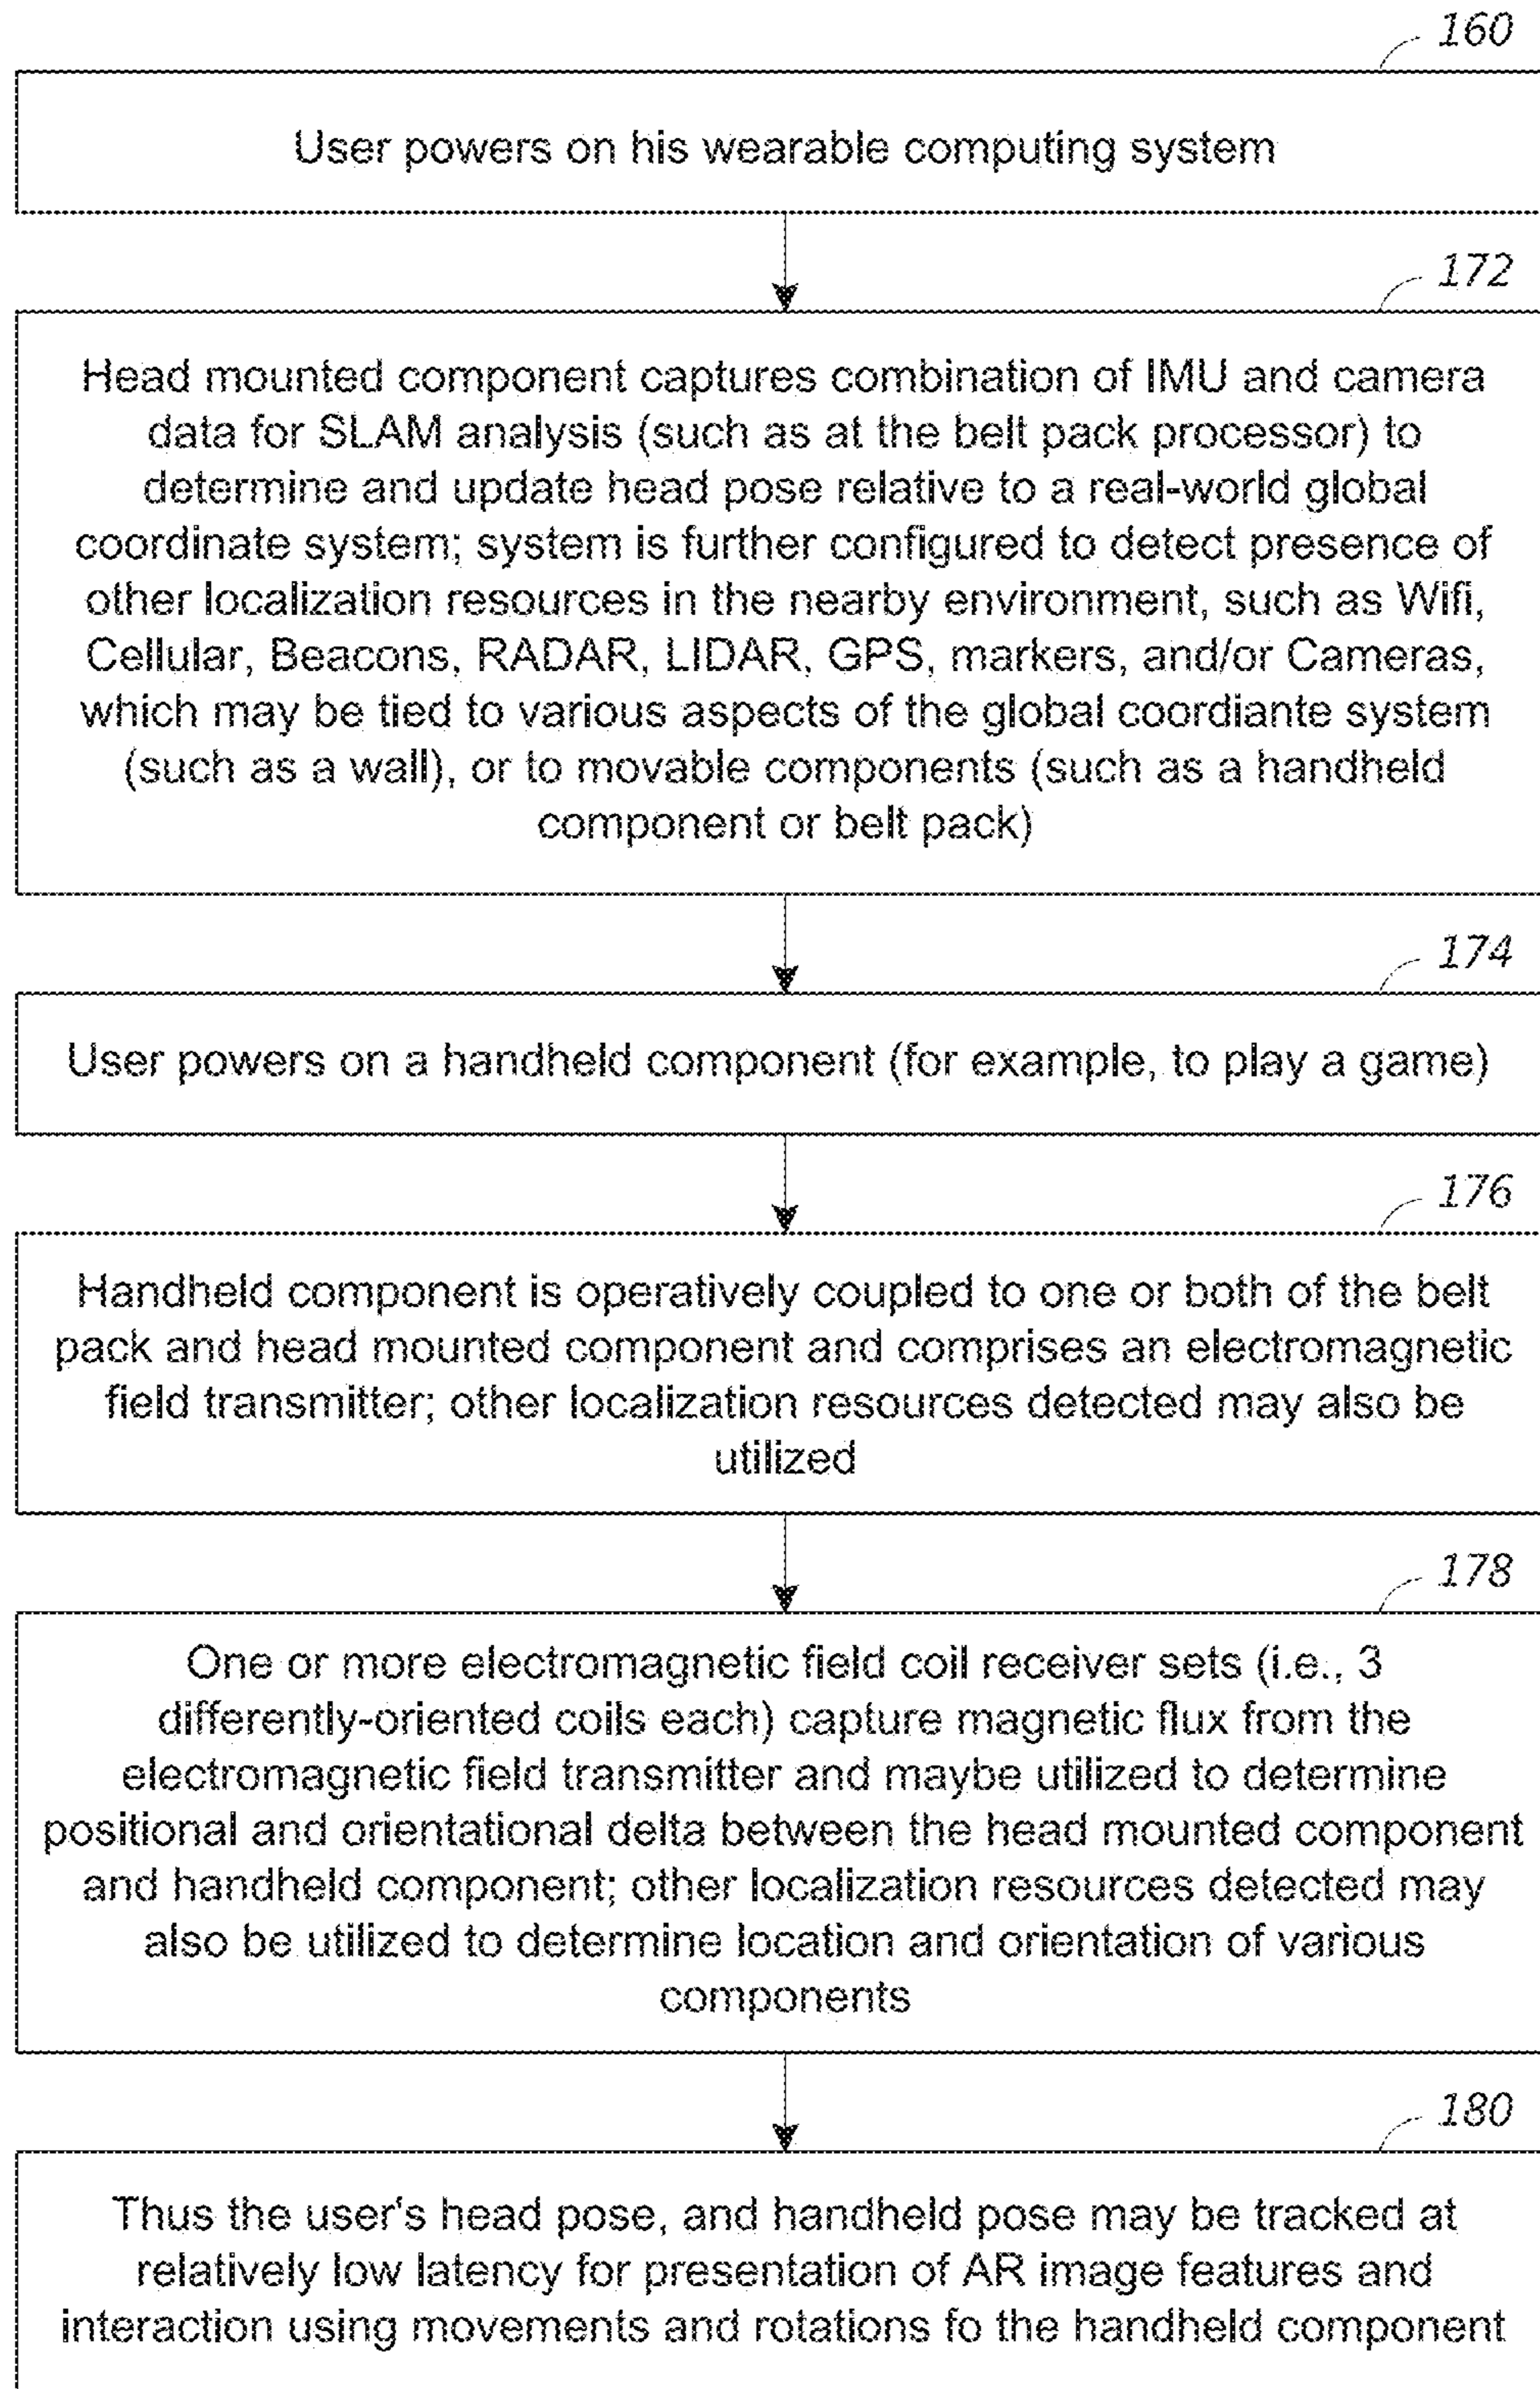 160
User powers on his wearable computing system
172
Head mounted component captures combination of IMU and camera
data for SLAM analysis (such as at the belt pack processor) to
determine and update head pose relative to a real-world global
coordinate system; system is further configured to detect presence of
other localization resources in the nearby environment, such as Wifi,
Cellular, Beacons, RADAR, LIDAR, GPS, markers, and/or Cameras,
which may be tied to various aspects of the global coordiante system
(such as a wall), or to movable components (such as a handheld
component or belt pack)
174
User powers on a handheld component (for example, to play a game)
176
Handheld component is operatively coupled to one or both of the belt
pack and head mounted component and comprises an electromagnetic
field transmitter; other localization resources detected may also be
utilized
178
One or more electromagnetic field coil receiver sets (i.e., 3
differently-oriented coils each) capture magnetic flux from the
electromagnetic field transmitter and maybe utilized to determine
positional and orientational delta between the head mounted component
and handheld component; other localization resources detected may
also be utilized to determine location and orientation of various
components
180
Thus the user's head pose, and handheld pose may be tracked at
relatively low latency for presentation of AR image features and
interaction using movements and rotations fo the handheld component